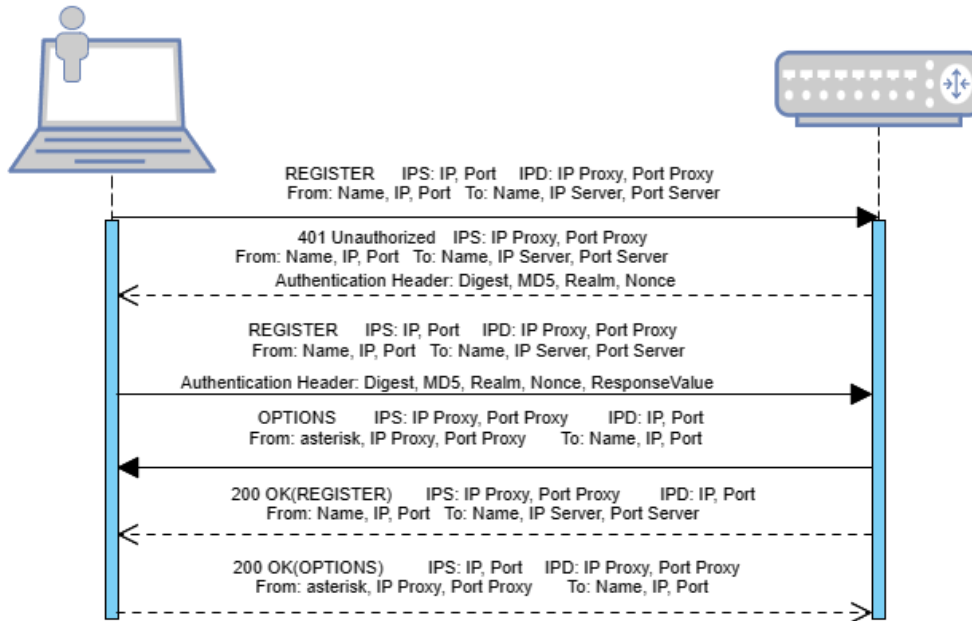 REGISTER IPS: IP, Port IPD: IP Proxy, Port Proxy
From: Name, IP, Port To: Name, IP Server, Port Server
401 Unauthorized IPS: IP Proxy, Port Proxy
From: Name, IP, Port To: Name, IP Server, Port Server
Authentication Header: Digest, MD5, Realm, Nonce
REGISTER IPS: IP, Port IPD: IP Proxy, Port Proxy
From: Name, IP, Port To: Name, IP Server, Port Server
Authentication Header: Digest, MD5, Realm, Nonce, ResponseValue
OPTIONS IPS: IP Proxy, Port Proxy IPD: IP, Port
From: asterisk, IP Proxy, Port Proxy To: Name, IP, Port
200 OK(REGISTER) IPS: IP Proxy, Port Proxy IPD: IP, Port
From: Name, IP, Port To: Name, IP Server, Port Server
200 OK(OPTIONS) IPS: IP, Port IPD: IP Proxy, Port Proxy
From: asterisk, IP Proxy, Port Proxy To: Name, IP, Port